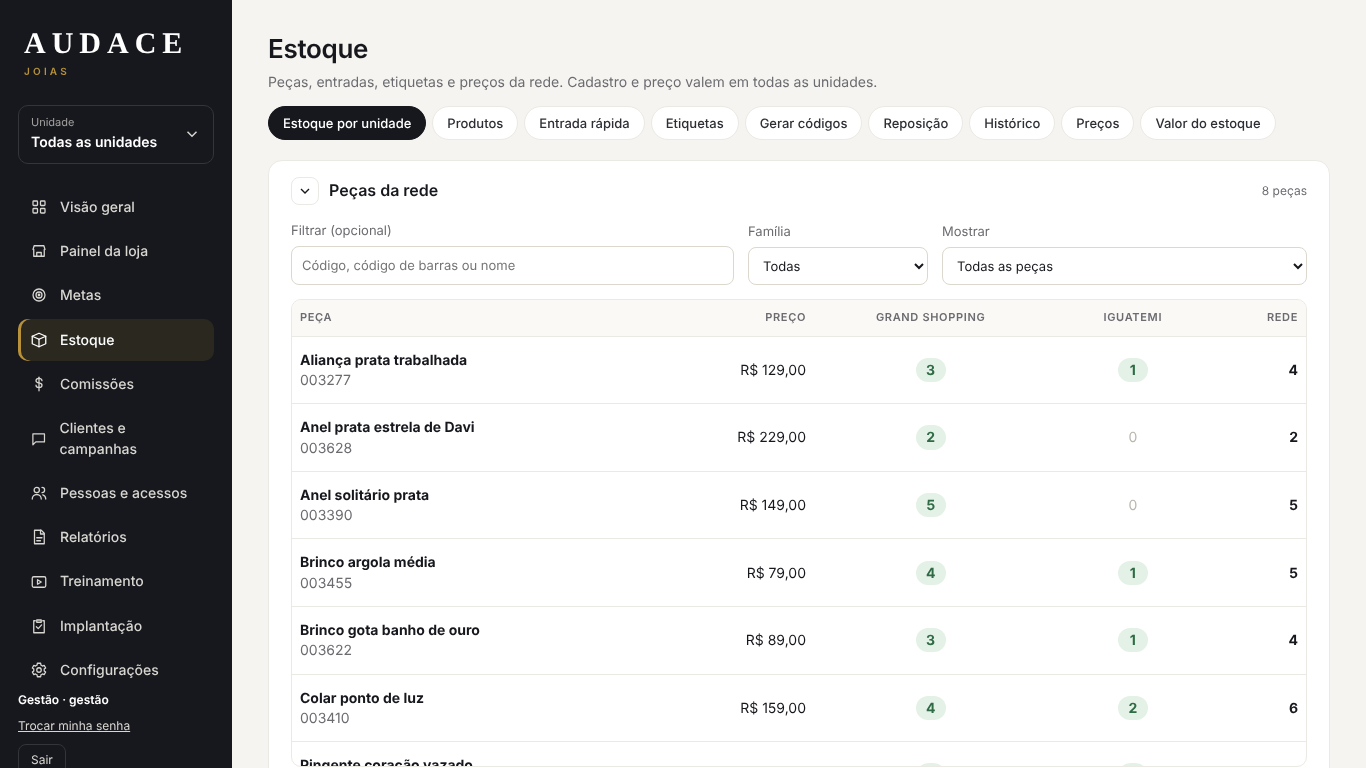 AUDACE
JOIAS
Unidade
Todas as unidades
Visão geral
Painel da loja
Metas
Estoque
Comissões
Clientes e
campanhas
Pessoas e acessos
Relatórios
Treinamento
Implantação
Configurações
Gestão · gestão
Trocar minha senha
Sair
Estoque
Peças, entradas, etiquetas e preços da rede. Cadastro e preço valem em todas as unidades.
Estoque por unidade Produtos Entrada rápida Etiquetas Gerar códigos Reposição Histórico Preços Valor do estoque
Peças da rede 8 peças
Filtrar (opcional) Família Mostrar
Código, código de barras ou nome Todas Todas as peças
PEÇA PREÇO GRAND SHOPPING IGUATEMI REDE
Aliança prata trabalhada
003277 R$ 129,00 3 1 4
Anel prata estrela de Davi
003628 R$ 229,00 2 0 2
Anel solitário prata
003390 R$ 149,00 5 0 5
Brinco argola média
003455 R$ 79,00 4 1 5
Brinco gota banho de ouro
003622 R$ 89,00 3 1 4
Colar ponto de luz
003410 R$ 159,00 4 2 6
Pingente coração vazado